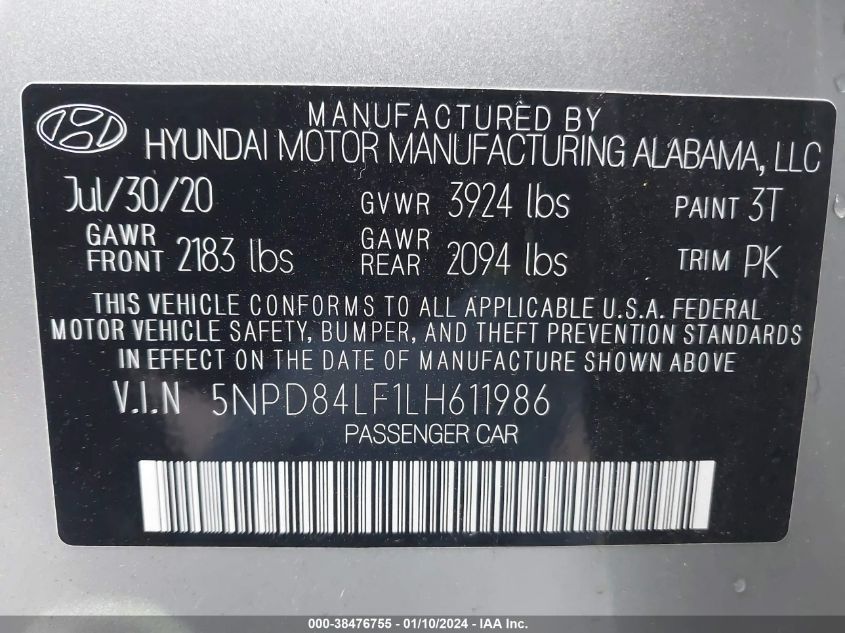 MANUFACTURED BY
HYUNDAI MOTOR MANUFACTURING ALABAMA, LLC
Jul/30/20 GVWR 3924 lbs PAINT 3T
GAWR FRONT 2183 lbs GAWR REAR 2094 lbs TRIM PK
THIS VEHICLE CONFORMS TO ALL APPLICABLE U.S.A. FEDERAL
MOTOR VEHICLE SAFETY, BUMPER, AND THEFT PREVENTION STANDARDS
IN EFFECT ON THE DATE OF MANUFACTURE SHOWN ABOVE
V.I.N 5NPD84LF1LH611986
PASSENGER CAR
000-38476755 - 01/10/2024 - IAA Inc.